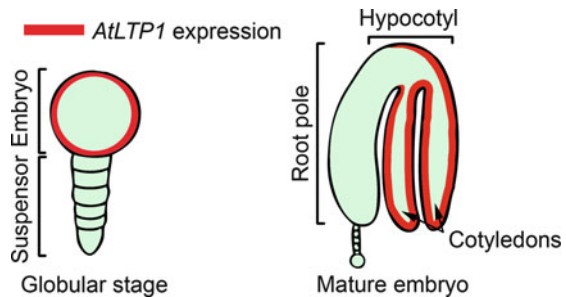 AtLTP1 expression
Hypocotyl
Suspensor Embryo
Root pole
Cotyledons
Globular stage
Mature embryo